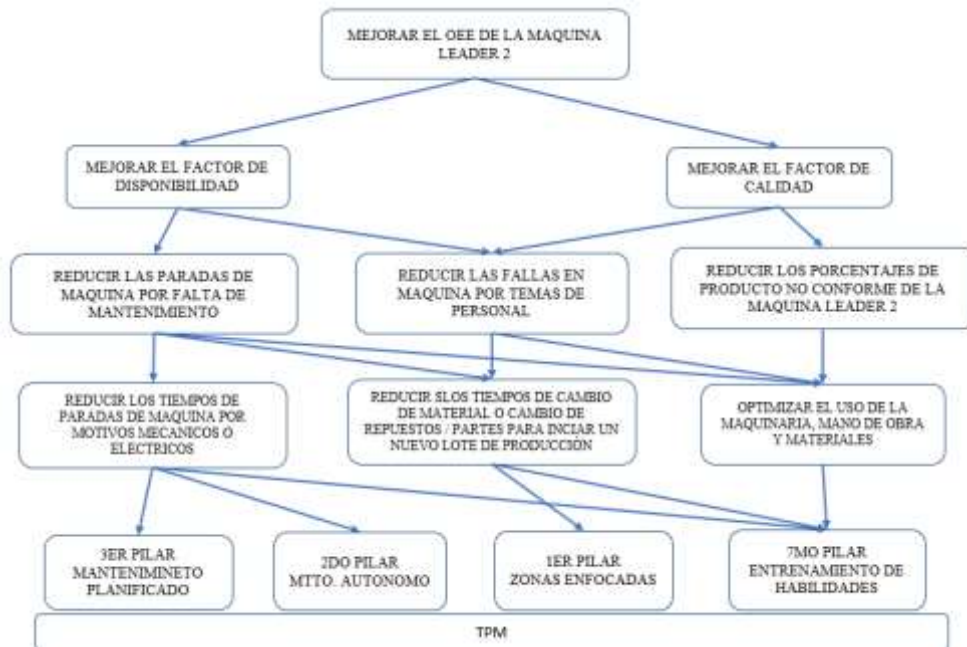 MEJORAR EL OEE DE LA MAQUINA
LEADER 2
MEJORAR EL FACTOR DE
DISPONIBILIDAD
MEJORAR EL FACTOR DE
CALIDAD
REDUCIR LAS PARADAS DE
MAQUINA POR FALTA DE
MANTENIMIENTO
REDUCIR LAS FALLAS EN
MAQUINA POR TEMAS DE
PERSONAL
REDUCIR LOS PORCENTAJES DE
PRODUCTO NO CONFORME DE LA
MAQUINA LEADER 2
REDUCIR LOS TIEMPOS DE
PARADAS DE MAQUINA POR
MOTIVOS MECANICOS O
ELECTRICOS
REDUCIR SLOS TIEMPOS DE CAMBIO
DE MATERIAL O CAMBIO DE
REPUESTOS / PARTES PARA INCIAR UN
NUEVO LOTE DE PRODUCCIÓN
OPTIMIZAR EL USO DE LA
MAQUINARIA, MANO DE OBRA
Y MATERIALES
3ER PILAR
MANTENIMINETO
PLANIFICADO
2DO PILAR
MTTO. AUTONOMO
1ER PILAR
ZONAS ENFOCADAS
7MO PILAR
ENTRENAMIENTO DE
HABILIDADES
TPM